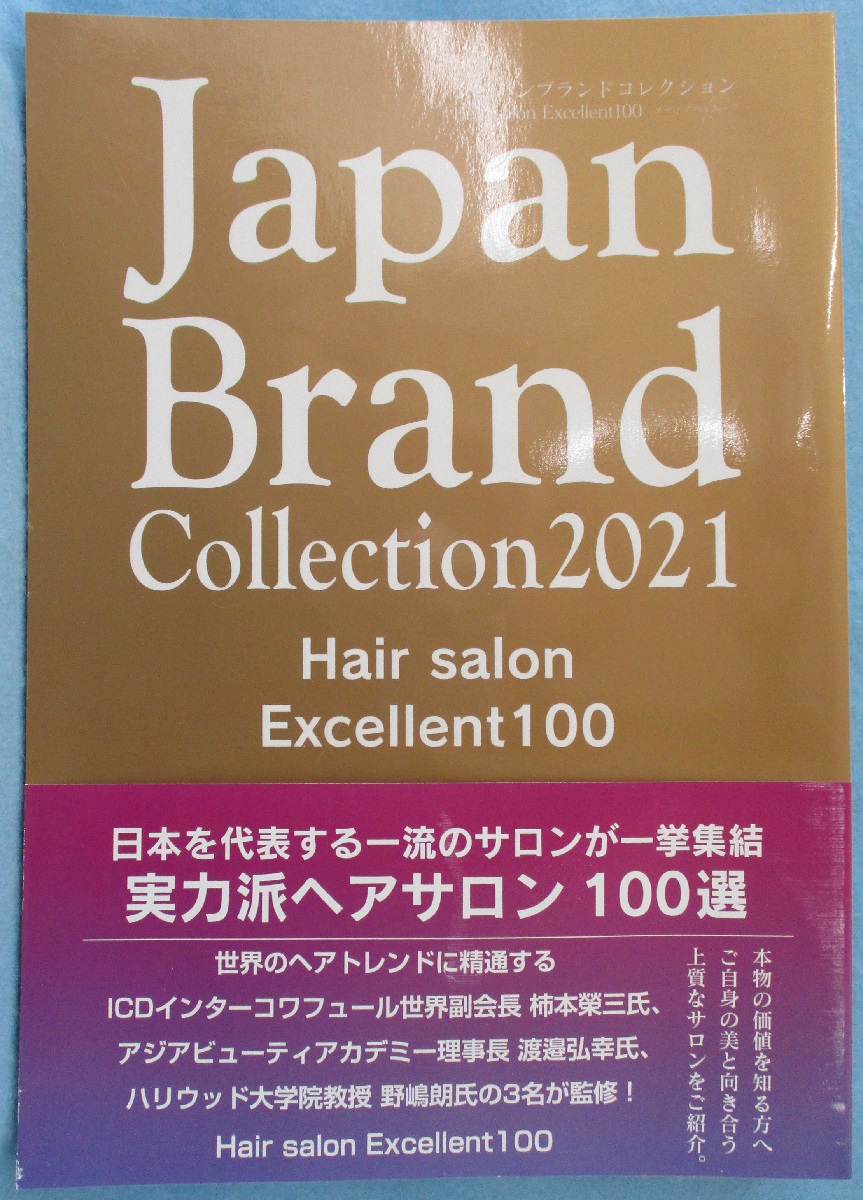 ンブランドコレクション
Excellent100
Japan
Brand
Collection2021
Hair salon
Excellent100
日本を代表する一流のサロンが一挙集結
実力派ヘアサロン 100選
世界のヘアトレンドに精通する
ICDインターコワフュール世界副会長 柿本榮三氏、
アジアビューティアカデミー理事長 渡邉弘幸氏、
ハリウッド大学院教授 野嶋朗氏の3名が監修！
Hair salon Excellent100
本物の価値を知る方へ
ご自身の美と向き合う
上質なサロンをご紹介。